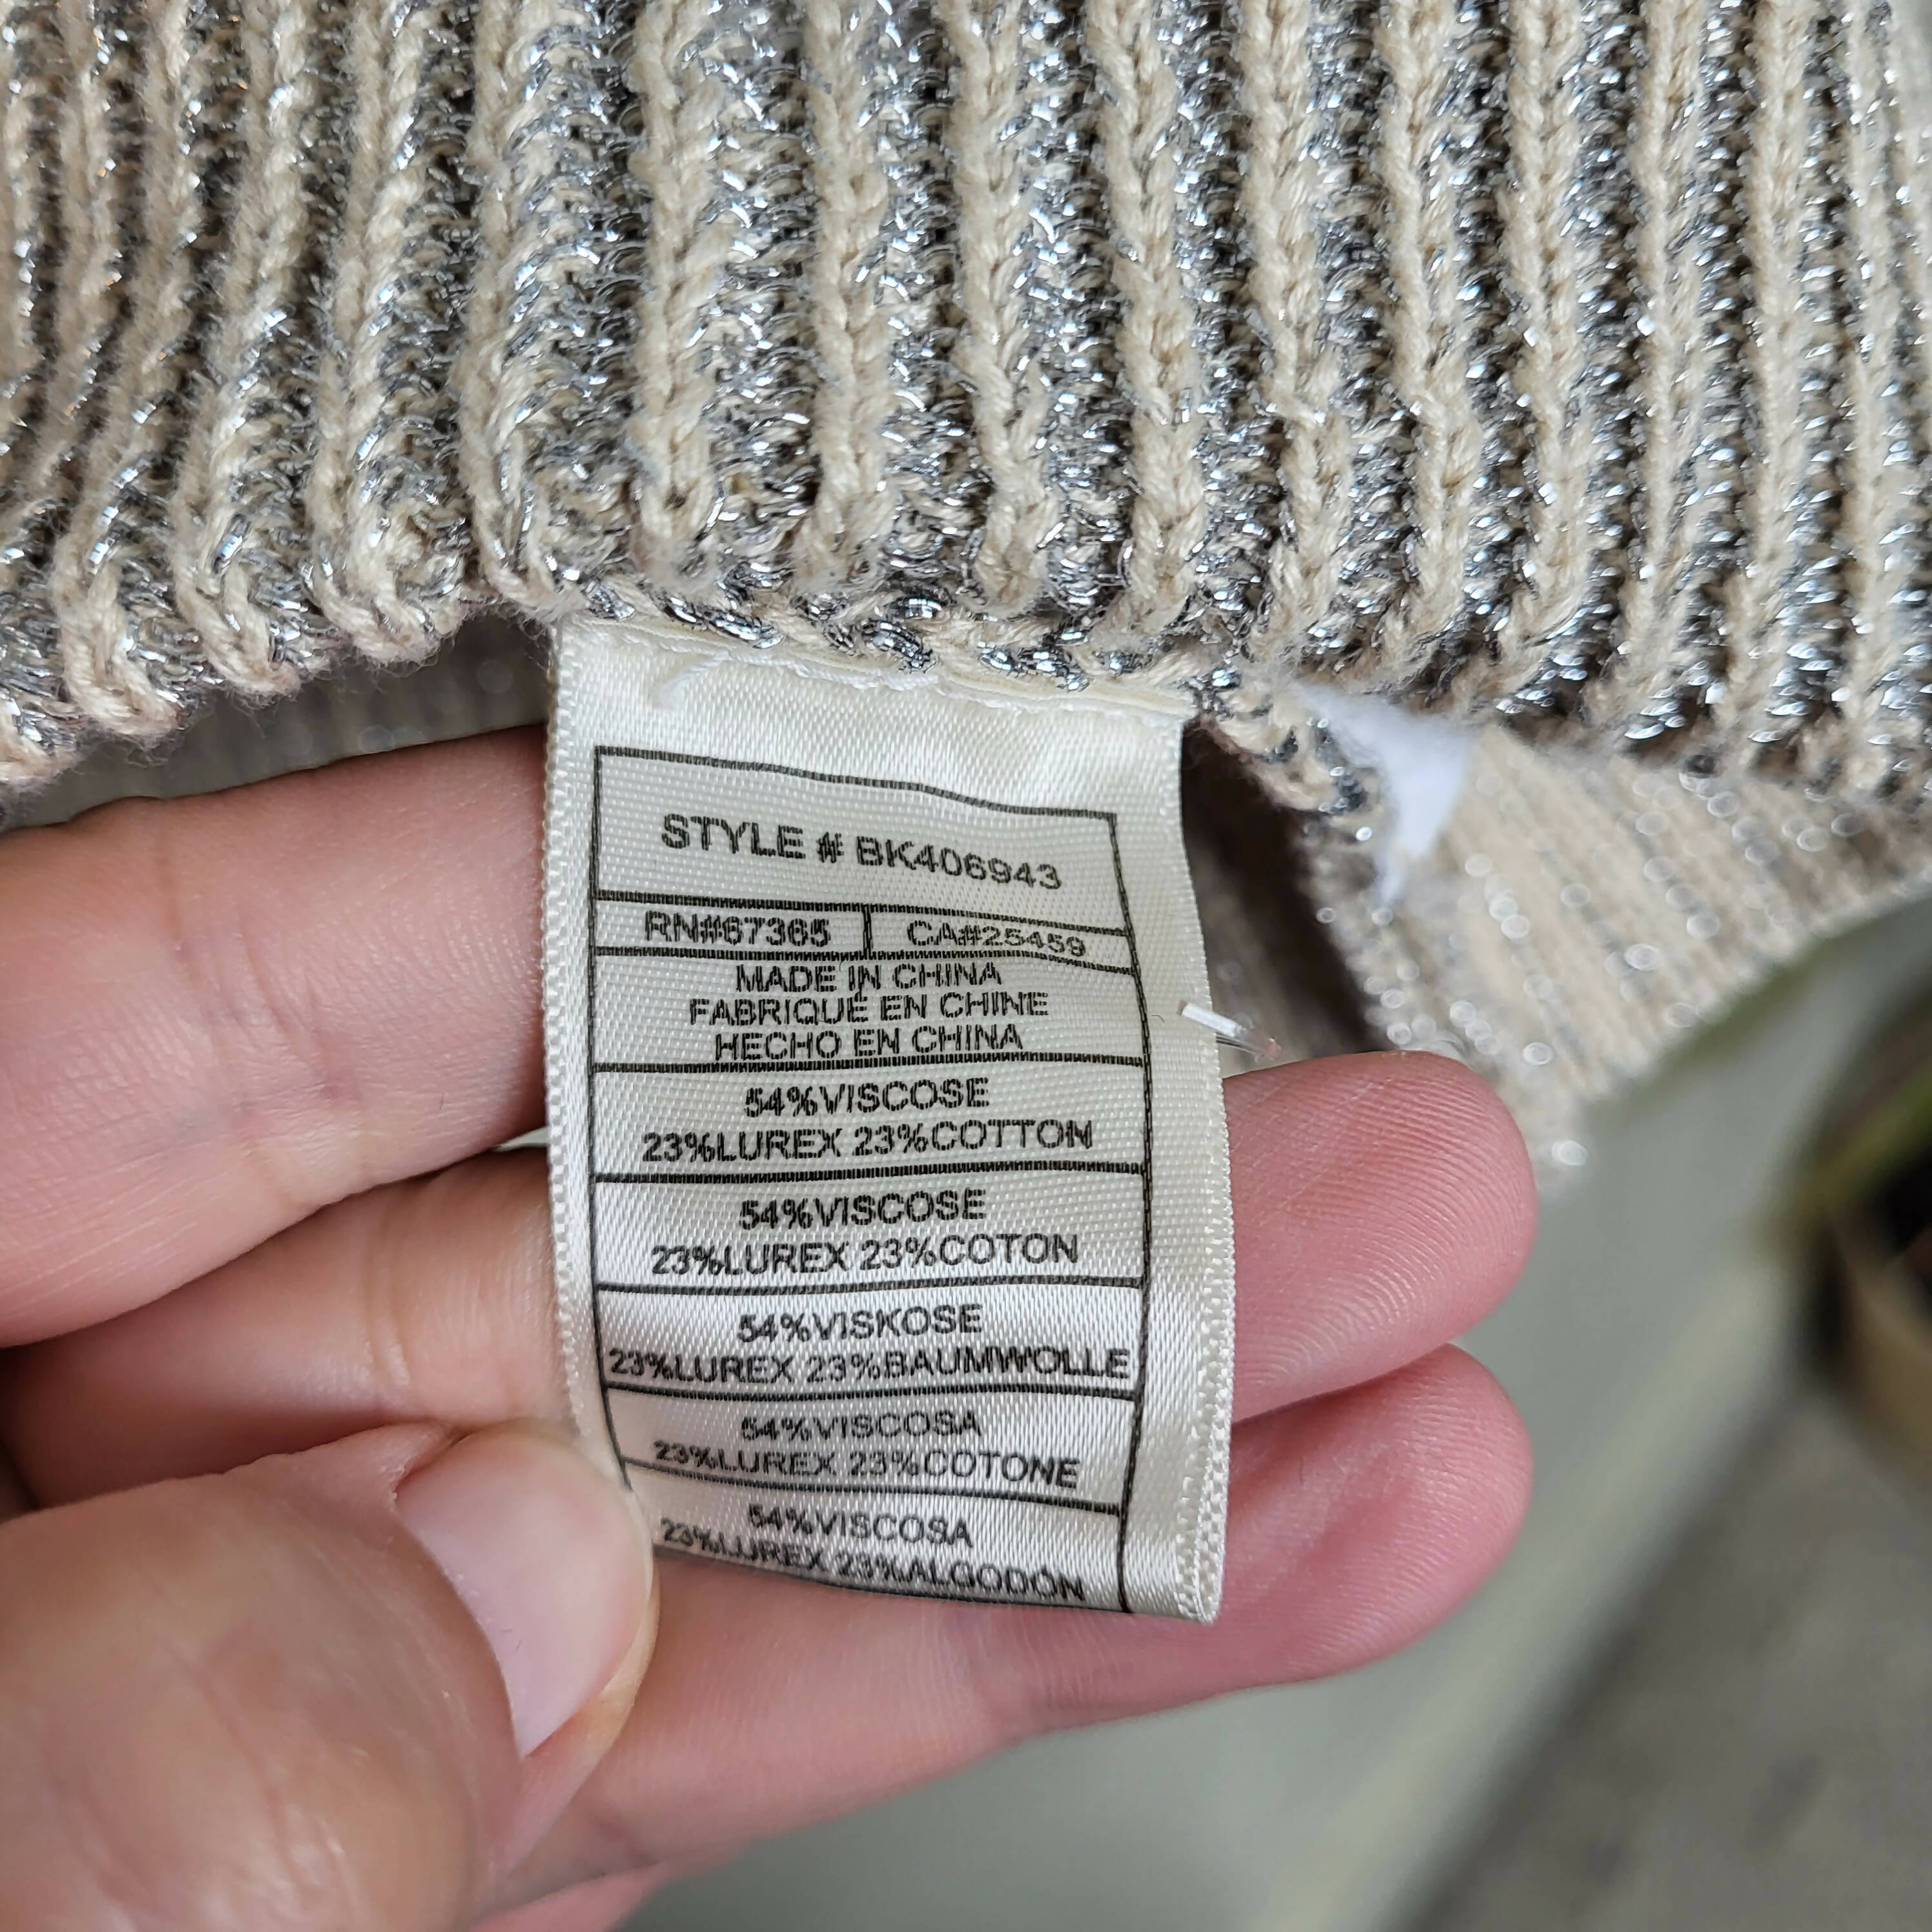 STYLE # BK406943
RN#67365 CA#25459
MADE IN CHINA
FABRIQUÉ EN CHINE
HECHO EN CHINA
54%VISCOSE
23%LUREX 23%COTTON
54%VISCOSE
23%LUREX 23%COTON
54%VISKOSE
23%LUREX 23%BAUMWOLLE
54%VISCOSA
23%LUREX 23%COTONE
54%VISCOSA
23%LUREX 23%ALGODÓN